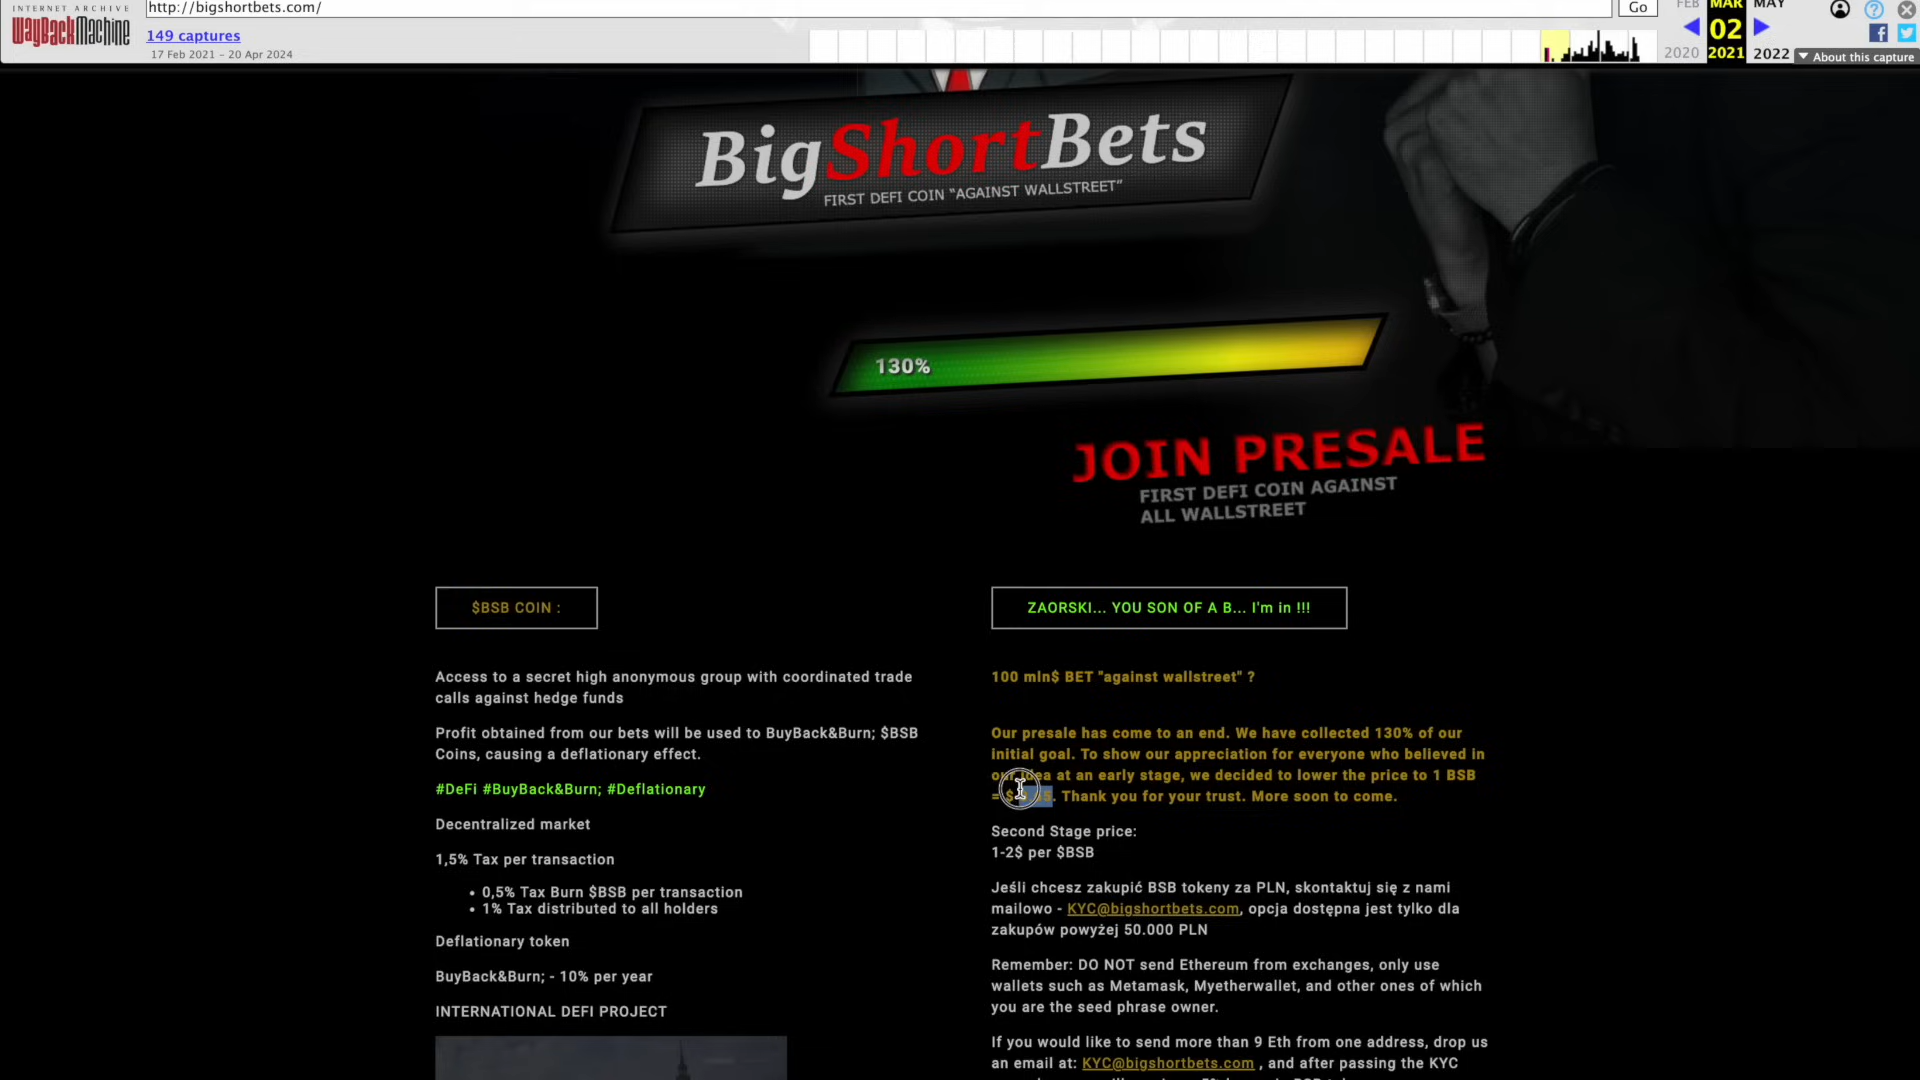 INTERNET ARCHIVE
WayBackMachine
http://bigshortbets.com/
Go
149 captures
17 Feb 2021 – 20 Apr 2024
FEB MAR MAY
02
2020 2021 2022
About this capture
BigShortBets
FIRST DEFI COIN "AGAINST WALLSTREET"
130%
JOIN PRESALE
FIRST DEFI COIN AGAINST
ALL WALLSTREET
$BSB COIN :
Access to a secret high anonymous group with coordinated trade
calls against hedge funds
Profit obtained from our bets will be used to BuyBack&Burn; $BSB
Coins, causing a deflationary effect.
#DeFi #BuyBack&Burn; #Deflationary
Decentralized market
1,5% Tax per transaction
• 0,5% Tax Burn $BSB per transaction
• 1% Tax distributed to all holders
Deflationary token
BuyBack&Burn; - 10% per year
INTERNATIONAL DEFI PROJECT
ZAORSKI... YOU SON OF A B... I'm in !!!
100 mln$ BET "against wallstreet" ?
Our presale has come to an end. We have collected 130% of our
initial goal. To show our appreciation for everyone who believed in
our idea at an early stage, we decided to lower the price to 1 BSB
= $ . Thank you for your trust. More soon to come.
Second Stage price:
1-2$ per $BSB
Jeśli chcesz zakupić BSB tokeny za PLN, skontaktuj się z nami
mailowo - KYC@bigshortbets.com, opcja dostępna jest tylko dla
zakupów powyżej 50.000 PLN
Remember: DO NOT send Ethereum from exchanges, only use
wallets such as Metamask, Myetherwallet, and other ones of which
you are the seed phrase owner.
If you would like to send more than 9 Eth from one address, drop us
an email at: KYC@bigshortbets.com , and after passing the KYC